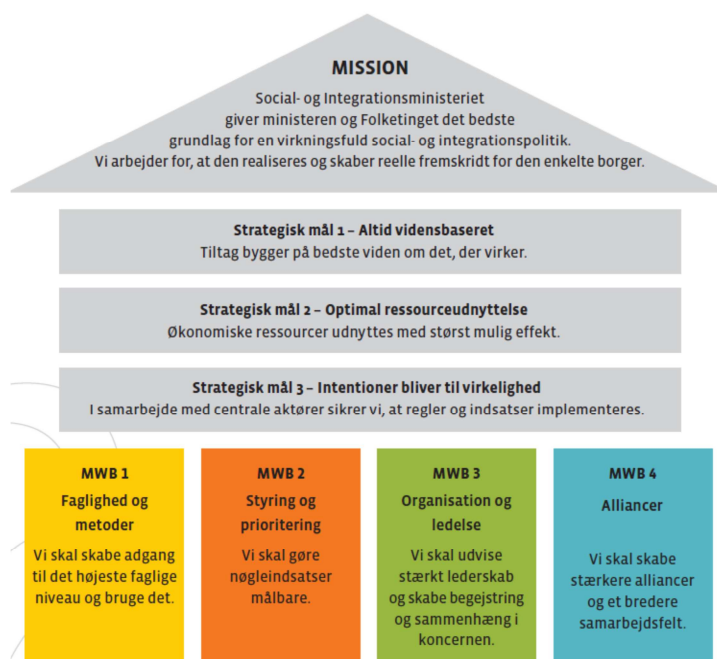 MISSION
Social- og Integrationsministeriet
giver ministeren og Folketinget det bedste
grundlag for en virkningsfuld social- og integrationspolitik.
Vi arbejder for, at den realiseres og skaber reelle fremskridt for den enkelte borger.
Strategisk mål 1 – Altid vidensbaseret
Tiltag bygger på bedste viden om det, der virker.
Strategisk mål 2 – Optimal ressourceudnyttelse
Økonomiske ressourcer udnyttes med størst mulig effekt.
Strategisk mål 3 – Intentioner bliver til virkelighed
I samarbejde med centrale aktører sikrer vi, at regler og indsatser implementeres.
MWB 1
Faglighed og
metoder
Vi skal skabe adgang
til det højeste faglige
niveau og bruge det.
MWB 2
Styring og
prioritering
Vi skal gøre
nøgleindsatser
målbare.
MWB 3
Organisation og
ledelse
Vi skal udvise
stærkt lederskab
og skabe begejstring
og sammenhæng i
koncernen.
MWB 4
Alliancer
Vi skal skabe
stærkere alliancer
og et bredere
samarbejdsfelt.